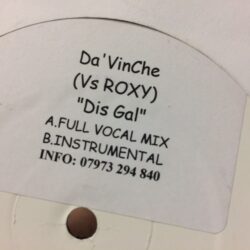 Da'VinChe
(Vs ROXY)
"Dis Gal"
A.FULL VOCAL MIX
B.INSTRUMENTAL
INFO: 07973 294 840